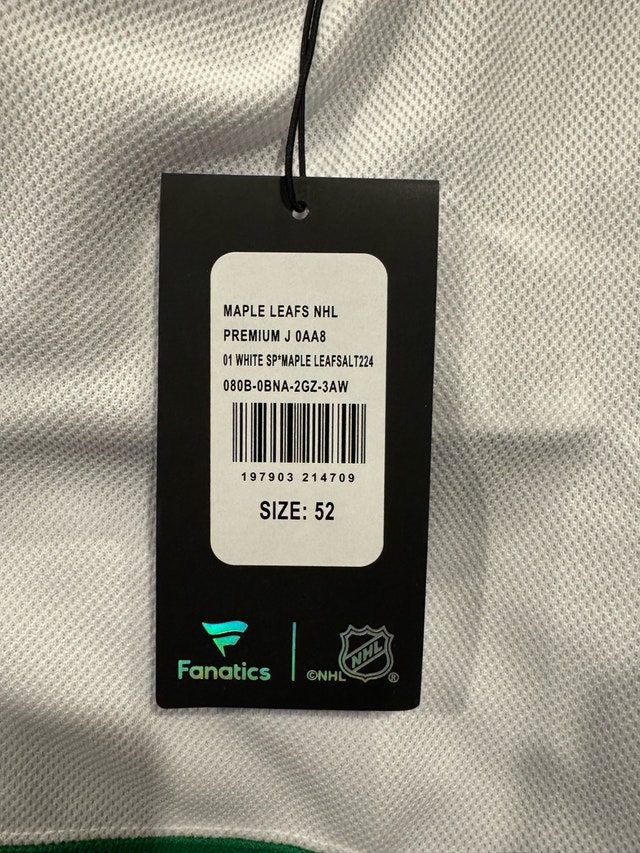 MAPLE LEAFS NHL
PREMIUM J 0AA8
01 WHITE SP*MAPLE LEAFSALT224
080B-0BNA-2GZ-3AW
197903 214709
SIZE: 52
Fanatics
©NHL NHL ®